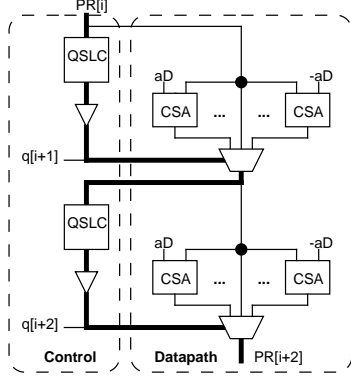 PR[i]
QSLC
aD
-aD
CSA
...
...
CSA
q[i+1]
QSLC
aD
-aD
CSA
...
...
CSA
q[i+2]
Control
Datapath
PR[i+2]